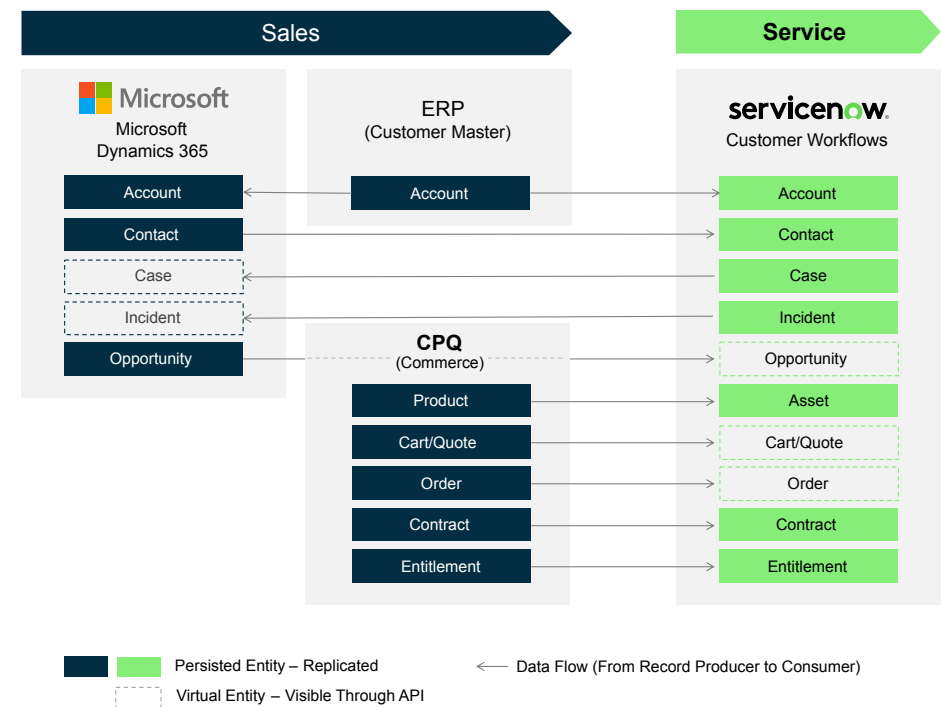 Sales
Service
Microsoft
Microsoft
Dynamics 365
ERP
(Customer Master)
servicenow.
Customer Workflows
Account
Account
Account
Contact
Contact
Case
Case
Incident
Incident
CPQ
(Commerce)
Opportunity
Opportunity
Product
Asset
Cart/Quote
Cart/Quote
Order
Order
Contract
Contract
Entitlement
Entitlement
Persisted Entity – Replicated
Data Flow (From Record Producer to Consumer)
Virtual Entity – Visible Through API